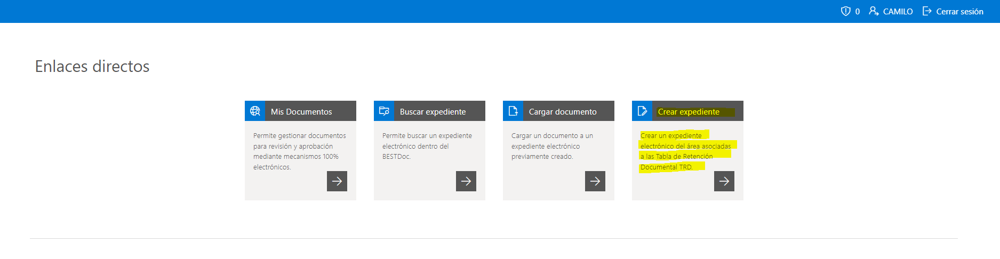 0 CAMILO Cerrar sesión
Enlaces directos
Mis Documentos
Permite gestionar documentos
para revisión y aprobación
mediante mecanismos 100%
electrónicos.
Buscar expediente
Permite buscar un expediente
electrónico dentro del
BESTDoc.
Cargar documento
Cargar un documento a un
expediente electrónico
previamente creado.
Crear expediente
Crear un expediente
electrónico del área asociadas
a las Tabla de Retención
Documental TRD.